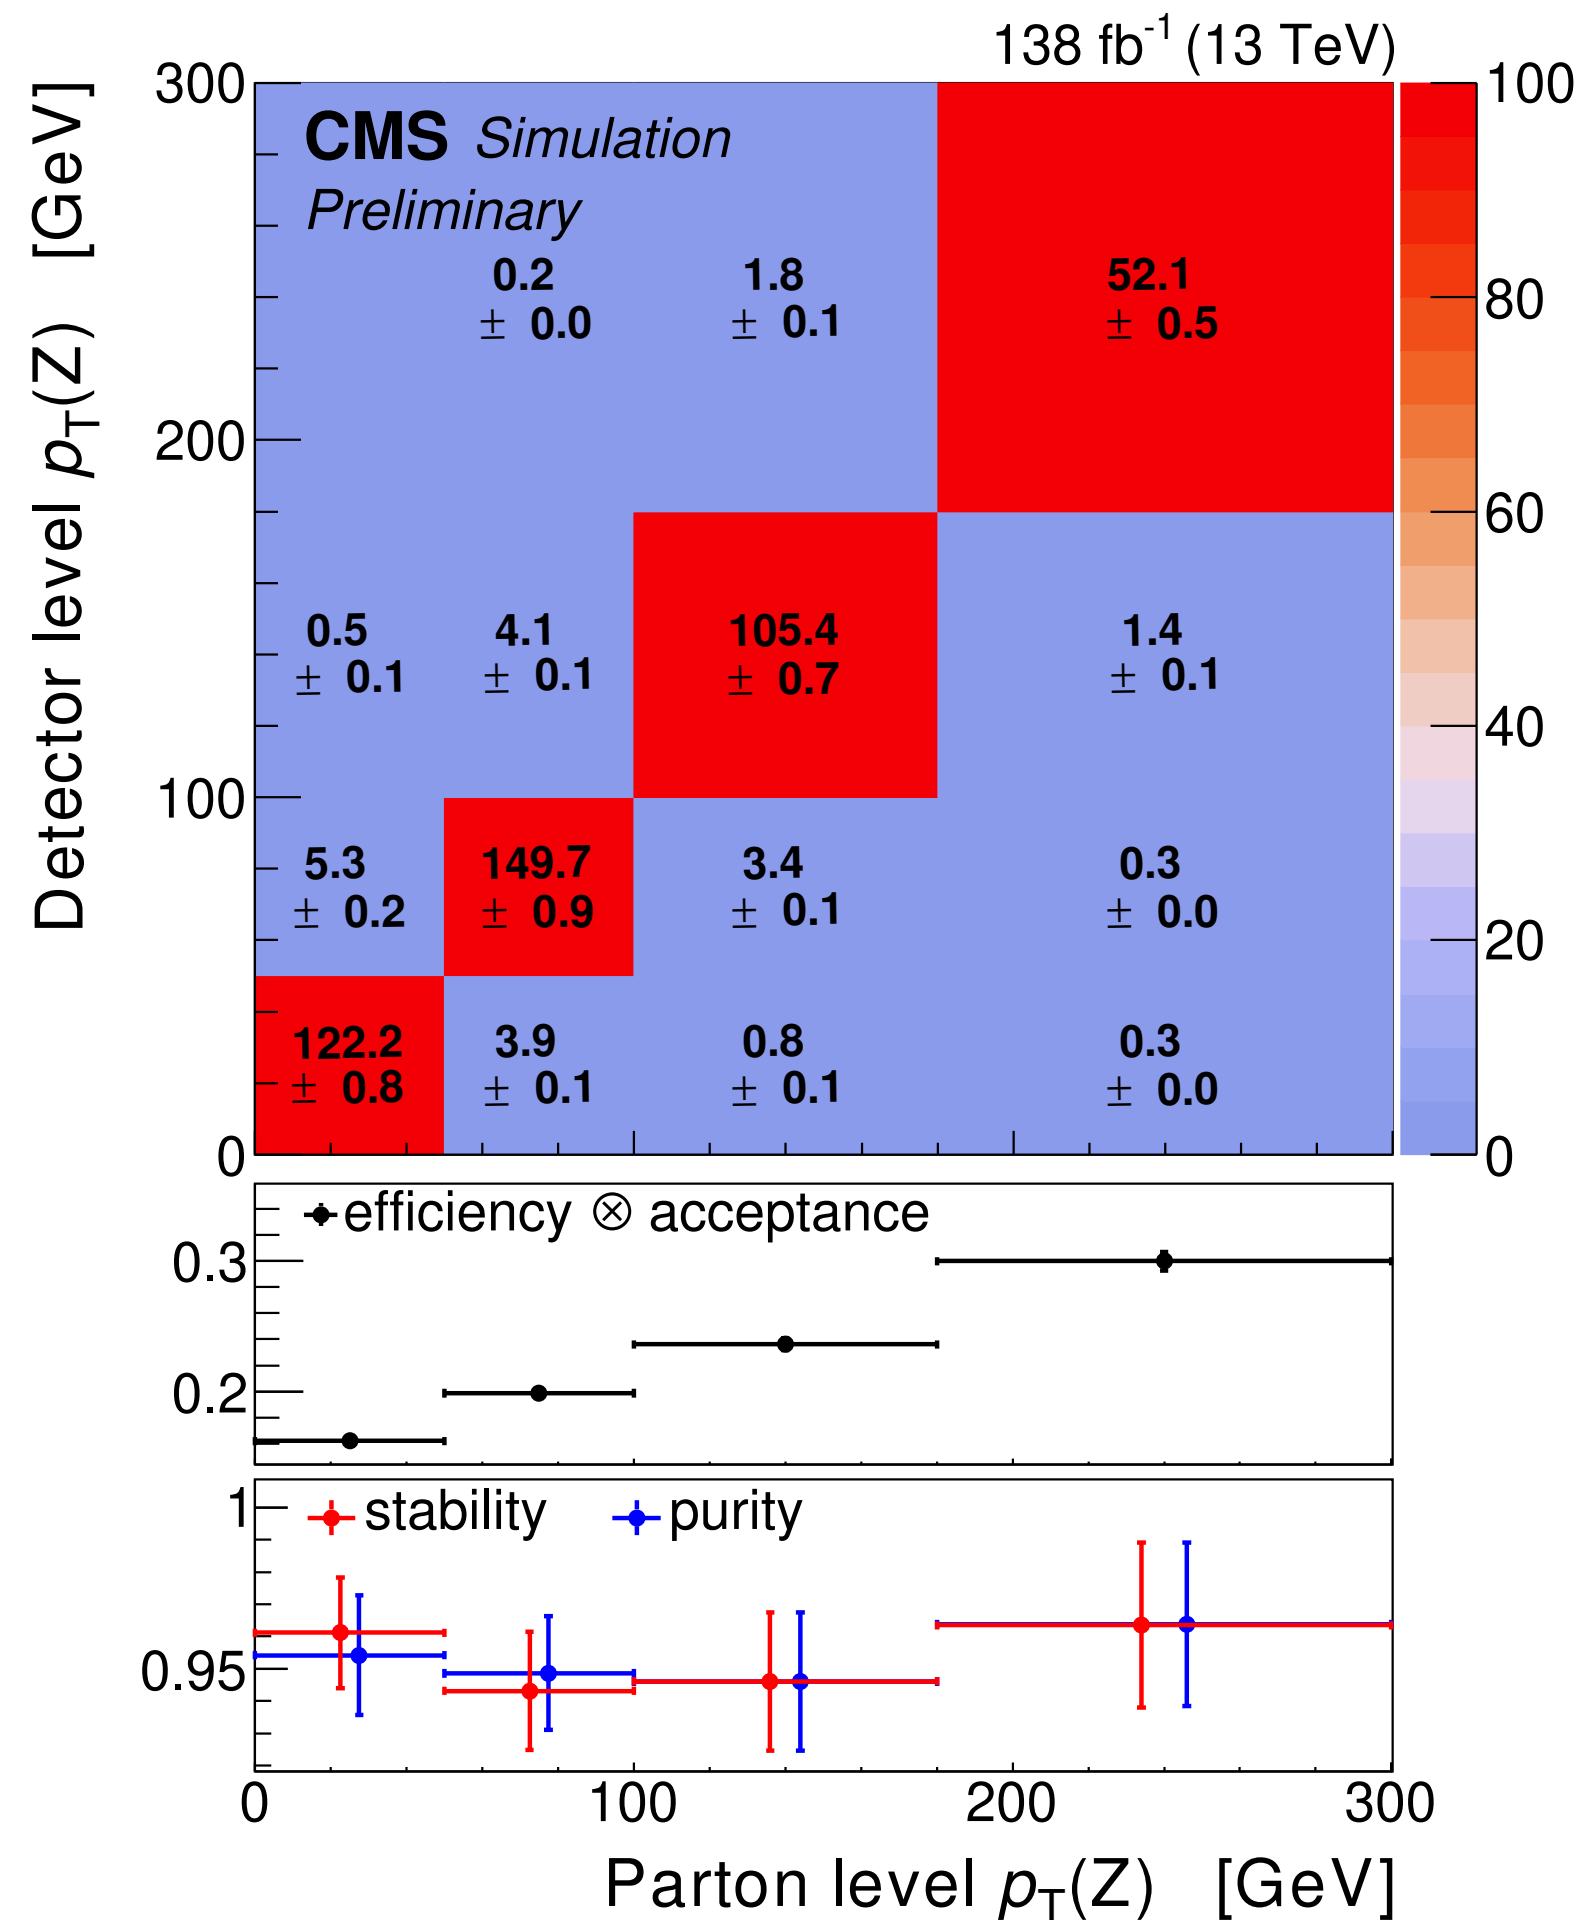 138 fb⁻¹ (13 TeV)
CMS Simulation
Preliminary
Detector level pT(Z) [GeV]
300
200
100
0
0.2 1.8 52.1
± 0.0 ± 0.1 ± 0.5
0.5 4.1 105.4 1.4
± 0.1 ± 0.1 ± 0.7 ± 0.1
5.3 149.7 3.4 0.3
± 0.2 ± 0.9 ± 0.1 ± 0.0
122.2 3.9 0.8 0.3
± 0.8 ± 0.1 ± 0.1 ± 0.0
100
80
60
40
20
0
efficiency ⊗ acceptance
0.3
0.2
stability purity
1
0.95
0 100 200 300
Parton level pT(Z) [GeV]